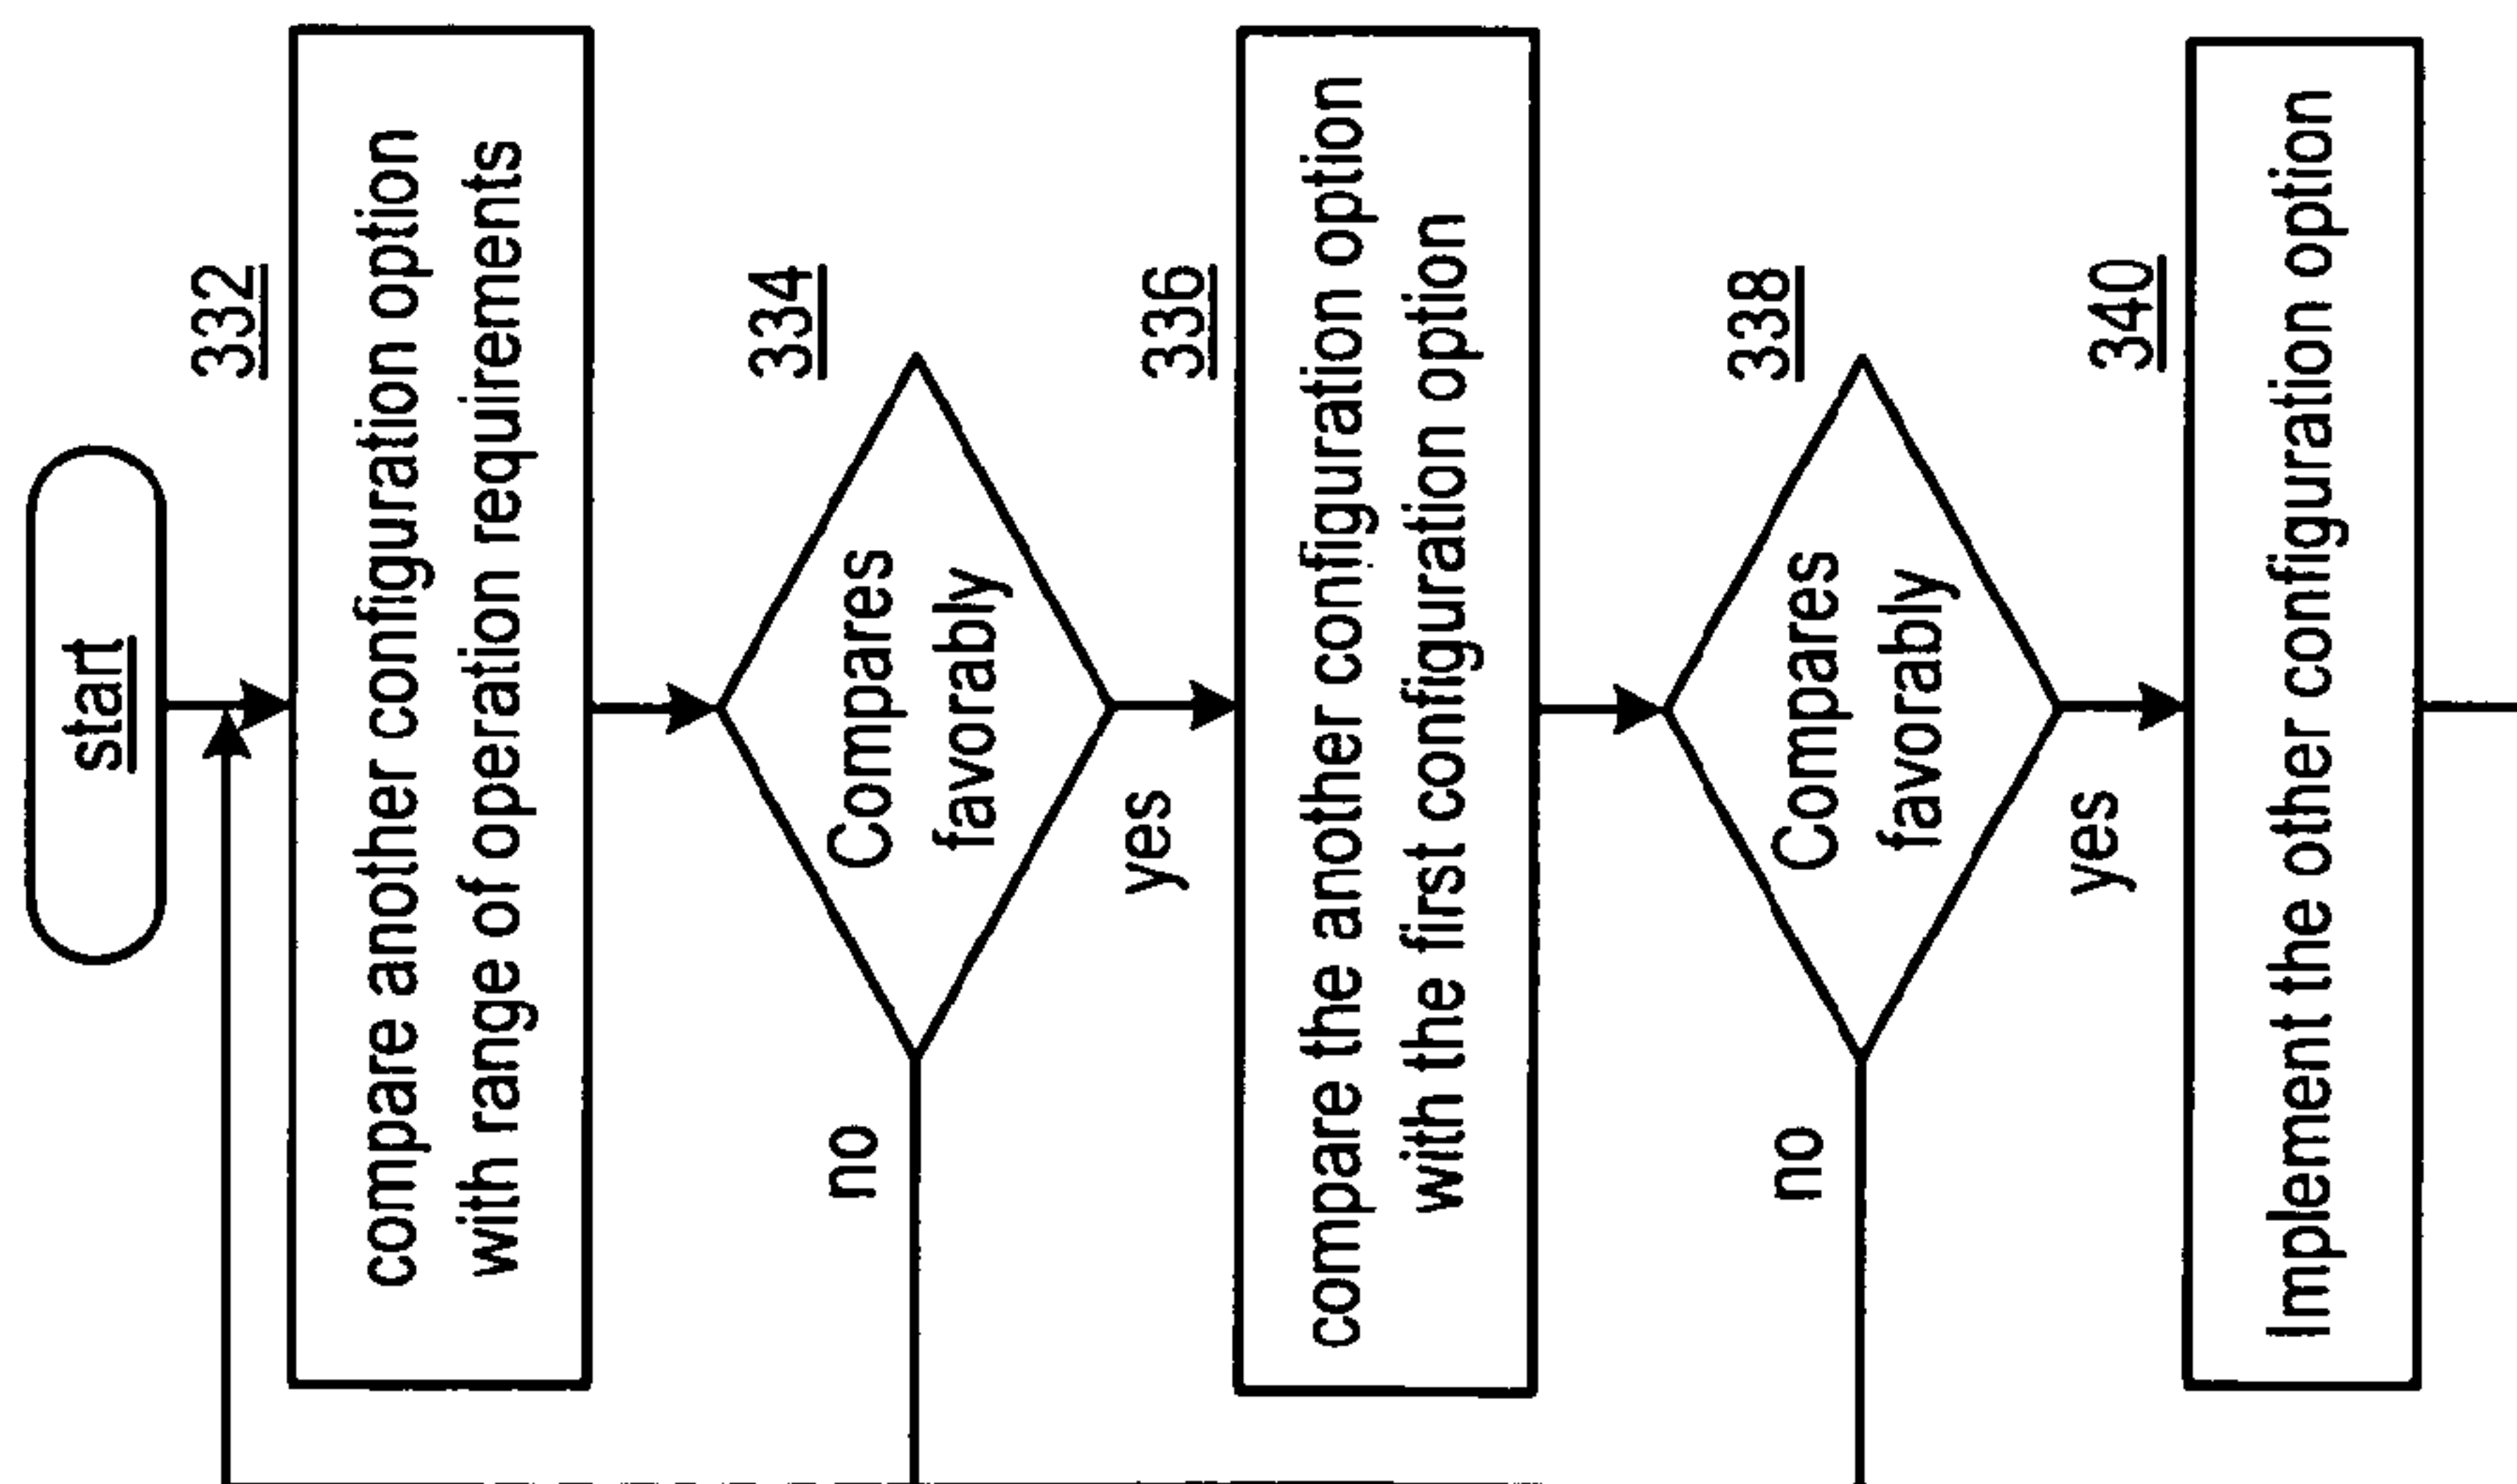 start
332
compare another configuration option
with range of operation requirements
334
Compares
favorably
no
yes
336
compare the another configuration option
with the first configuration option
338
Compares
favorably
no
yes
340
Implement the other configuration option